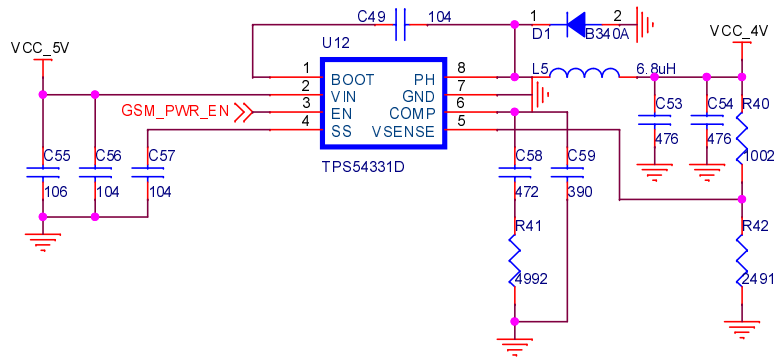 C49 104
1 2
D1 B340A
VCC_5V
VCC_4V
U12
1 BOOT PH 8
2 VIN GND 7
3 EN COMP 6
4 SS VSENSE 5
TPS54331D
GSM_PWR_EN
L5 6.8uH
C53
476
C54
476
R40
1002
C55
106
C56
104
C57
104
C58
472
C59
390
R41
4992
R42
2491